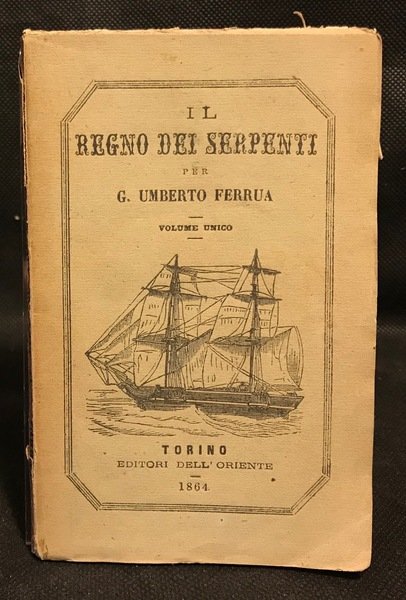 IL
REGNO DEI SERPENTI
PER
G. UMBERTO FERRUA
VOLUME UNICO
TORINO
EDITORI DELL'ORIENTE
1864